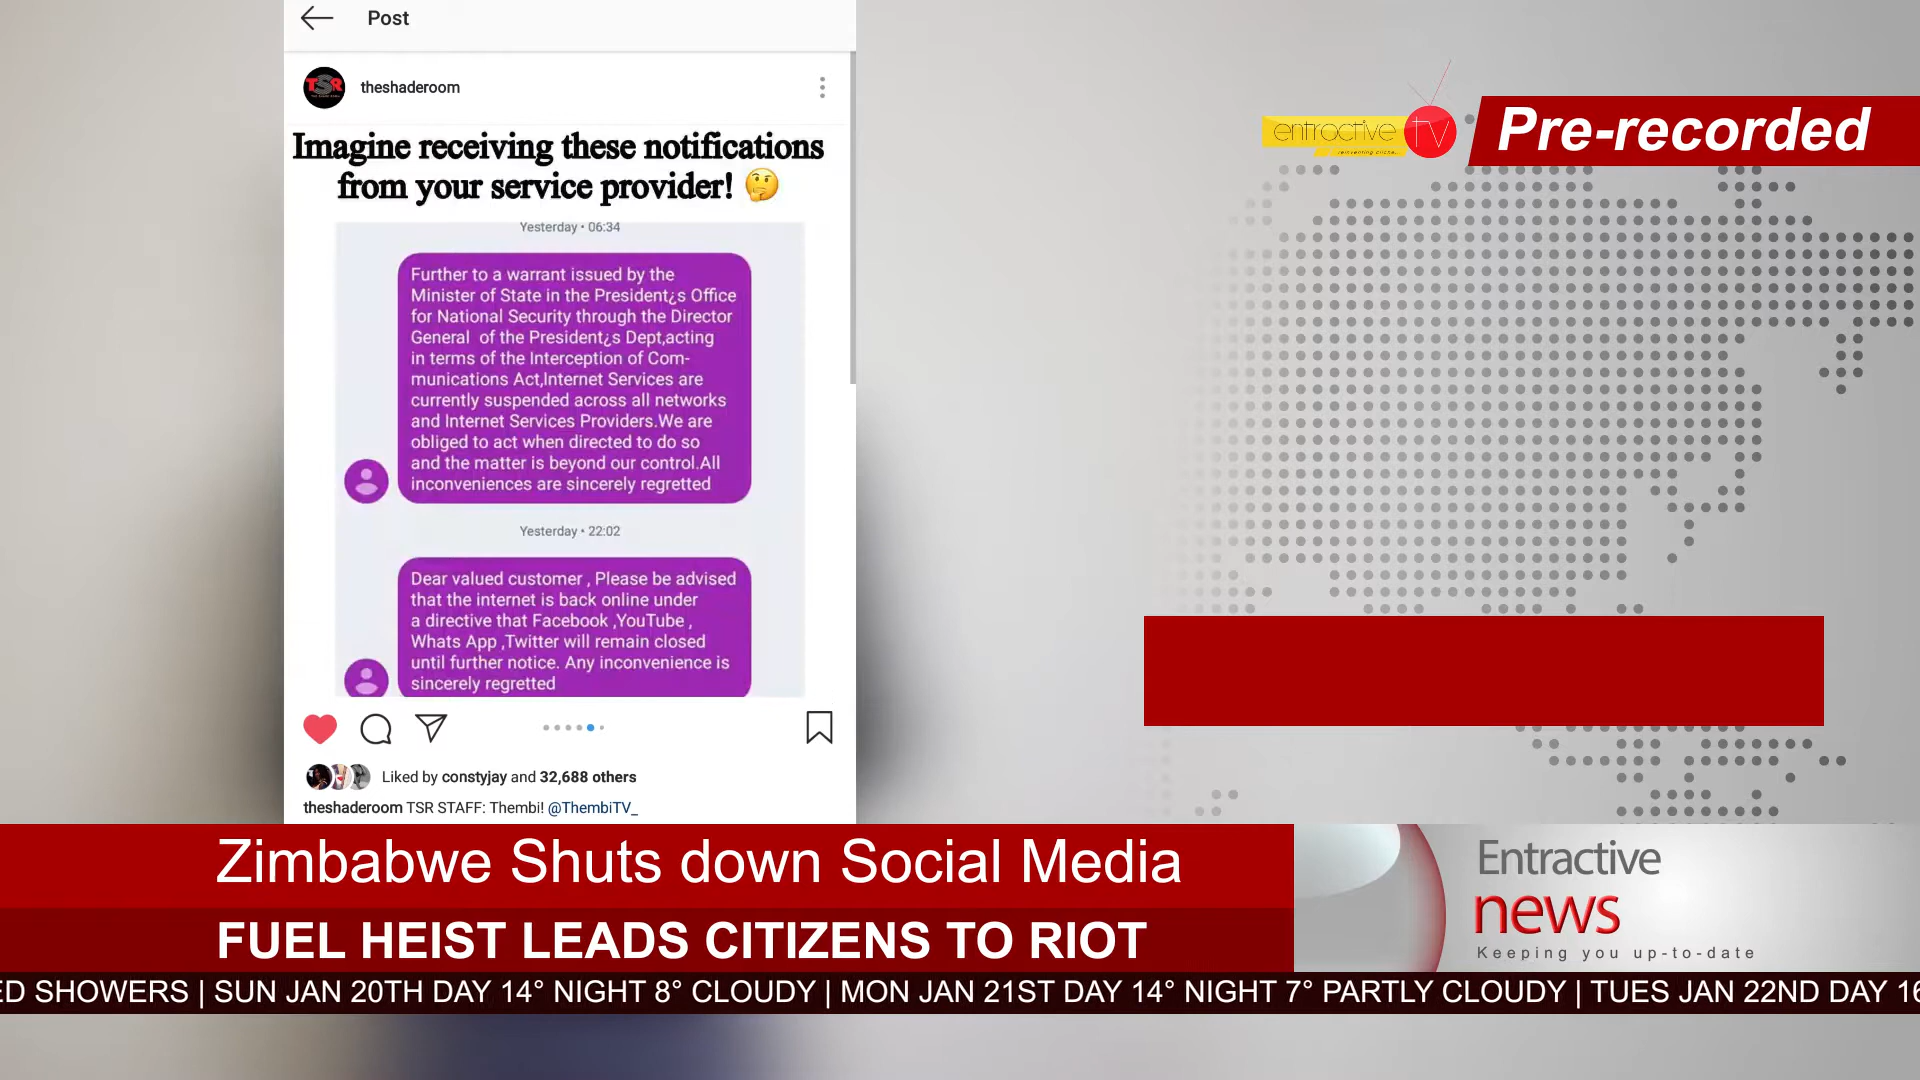 Post
theshaderoom
Imagine receiving these notifications
from your service provider! 🤔
Yesterday • 06:34
Further to a warrant issued by the
Minister of State in the President¿s Office
for National Security through the Director
General of the President¿s Dept,acting
in terms of the Interception of Com-
munications Act,Internet Services are
currently suspended across all networks
and Internet Services Providers.We are
obliged to act when directed to do so
and the matter is beyond our control.All
inconveniences are sincerely regretted
Yesterday • 22:02
Dear valued customer , Please be advised
that the internet is back online under
a directive that Facebook ,YouTube ,
Whats App ,Twitter will remain closed
until further notice. Any inconvenience is
sincerely regretted
Liked by constyjay and 32,688 others
theshaderoom TSR STAFF: Thembi! @ThembiTV_
TSR
entractive tv
Pre-recorded
Zimbabwe Shuts down Social Media
FUEL HEIST LEADS CITIZENS TO RIOT
Entractive
news
Keeping you up-to-date
ED SHOWERS | SUN JAN 20TH DAY 14° NIGHT 8° CLOUDY | MON JAN 21ST DAY 14° NIGHT 7° PARTLY CLOUDY | TUES JAN 22ND DAY 16